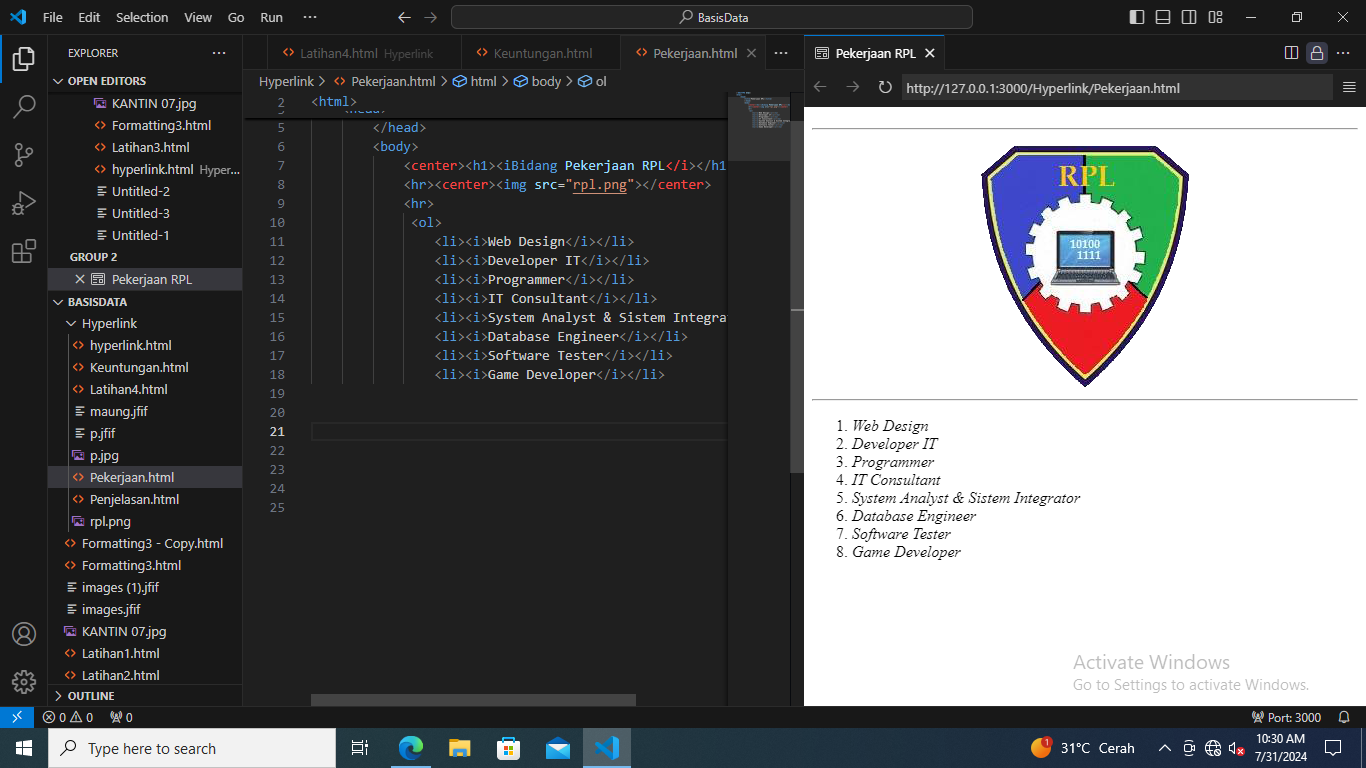 File Edit Selection View Go Run ··· BasisData
EXPLORER ···
OPEN EDITORS
KANTIN 07.jpg
Formatting3.html
Latihan3.html
hyperlink.html Hyper...
Untitled-2
Untitled-3
Untitled-1
GROUP 2
Pekerjaan RPL
BASISDATA
Hyperlink
hyperlink.html
Keuntungan.html
Latihan4.html
maung.jfif
p.jfif
p.jpg
Pekerjaan.html
Penjelasan.html
rpl.png
Formatting3 - Copy.html
Formatting3.html
images (1).jfif
images.jfif
KANTIN 07.jpg
Latihan1.html
Latihan2.html
OUTLINE
Latihan4.html Hyperlink Keuntungan.html Pekerjaan.html ···
Hyperlink > Pekerjaan.html > html > body > ol
2 <html>
5 </head>
6 <body>
7 <center><h1><iBidang Pekerjaan RPL</i></h1
8 <hr><center><img src="rpl.png"></center>
9 <hr>
10 <ol>
11 <li><i>Web Design</i></li>
12 <li><i>Developer IT</i></li>
13 <li><i>Programmer</i></li>
14 <li><i>IT Consultant</i></li>
15 <li><i>System Analyst & Sistem Integra
16 <li><i>Database Engineer</i></li>
17 <li><i>Software Tester</i></li>
18 <li><i>Game Developer</i></li>
19
20
21
22
23
24
25
Pekerjaan RPL ···
http://127.0.0.1:3000/Hyperlink/Pekerjaan.html
RPL
10100
1111
1. Web Design
2. Developer IT
3. Programmer
4. IT Consultant
5. System Analyst & Sistem Integrator
6. Database Engineer
7. Software Tester
8. Game Developer
Activate Windows
Go to Settings to activate Windows.
0 0 0 Port: 3000
Type here to search
1 31°C Cerah
10:30 AM
7/31/2024